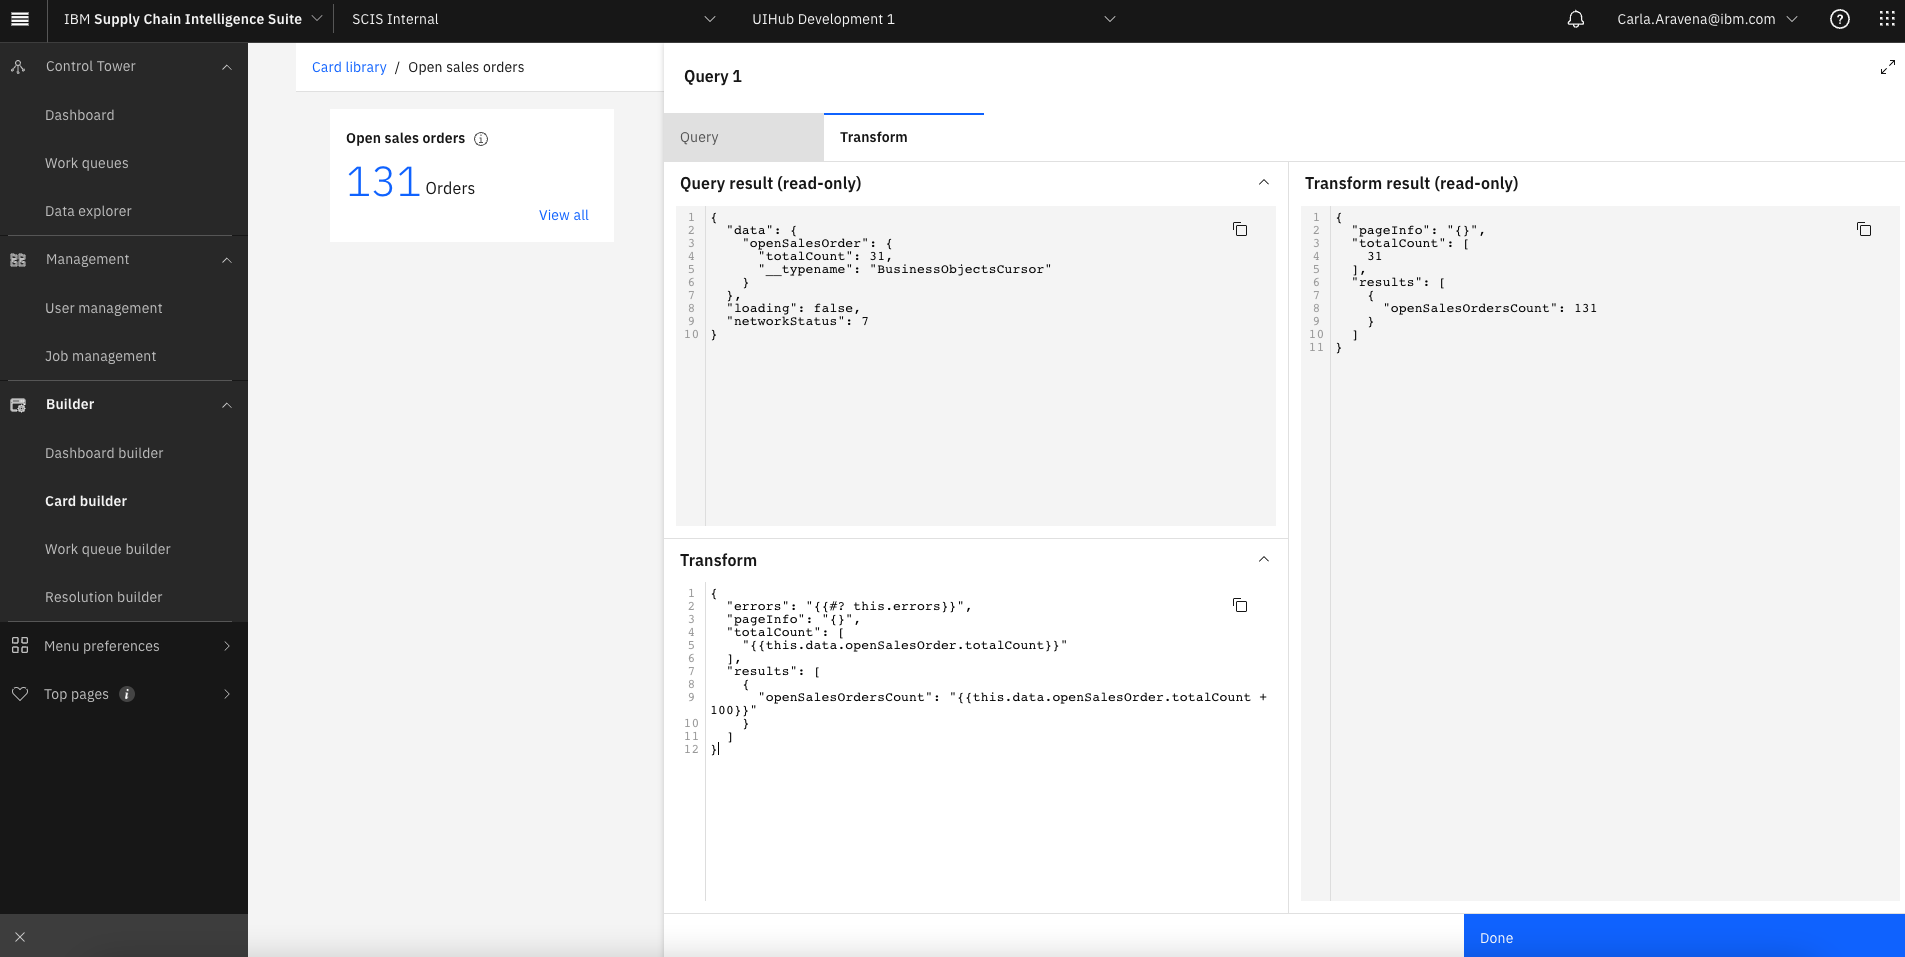 IBM Supply Chain Intelligence Suite
SCIS Internal
UIHub Development 1
Carla.Aravena@ibm.com
Control Tower
Dashboard
Work queues
Data explorer
Management
User management
Job management
Builder
Dashboard builder
Card builder
Work queue builder
Resolution builder
Menu preferences
Top pages
Card library / Open sales orders
Open sales orders
131 Orders
View all
Query 1
Query
Transform
Query result (read-only)
1 {
2 "data": {
3 "openSalesOrder": {
4 "totalCount": 31,
5 "__typename": "BusinessObjectsCursor"
6 }
7 },
8 "loading": false,
9 "networkStatus": 7
10 }
Transform
1 {
2 "errors": "{{#? this.errors}}",
3 "pageInfo": "{}",
4 "totalCount": [
5 "{{this.data.openSalesOrder.totalCount}}"
6 ],
7 "results": [
8 {
9 "openSalesOrdersCount": "{{this.data.openSalesOrder.totalCount +
100}}"
10 }
11 ]
12 }
Transform result (read-only)
1 {
2 "pageInfo": "{}",
3 "totalCount": [
4 31
5 ],
6 "results": [
7 {
8 "openSalesOrdersCount": 131
9 }
10 ]
11 }
Done